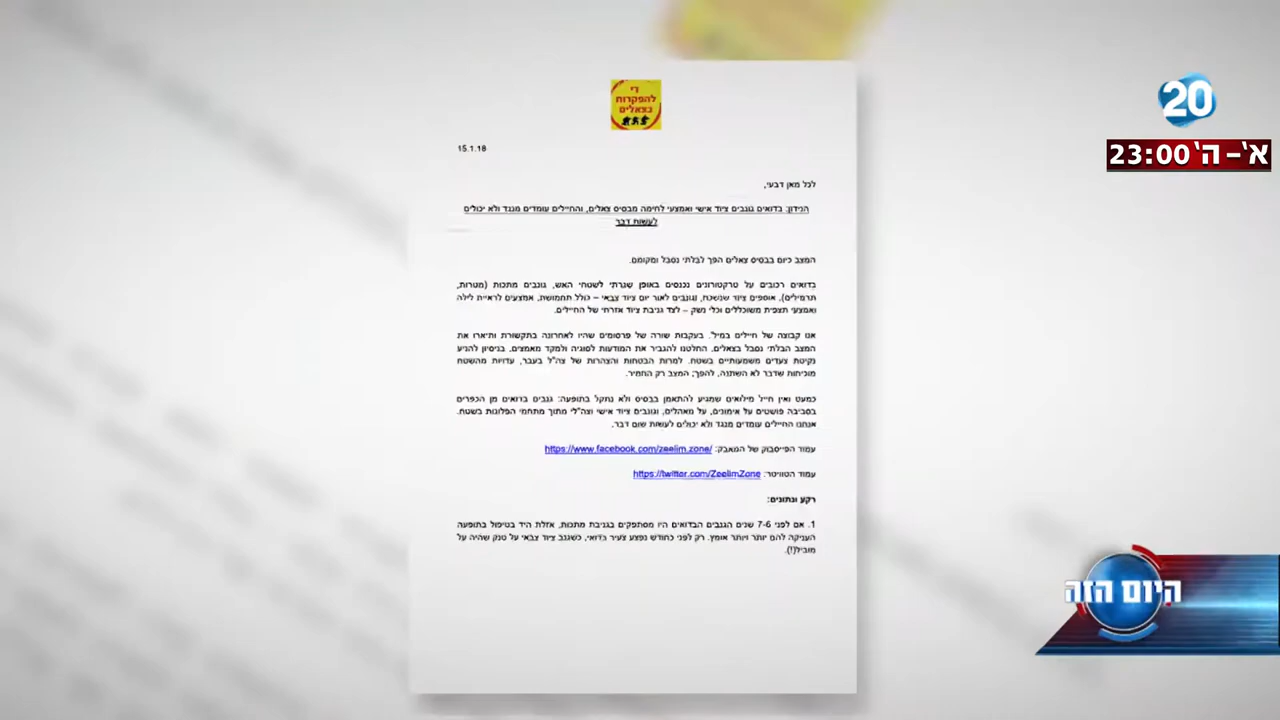 די
להפקרות
בצאלים
20
א'-ה' 23:00
15.1.18
לכל מאן דבעי,
הנידון: בדואים גונבים ציוד אישי ואמצעי לחימה מבסיס צאלים, והחיילים עומדים מנגד ולא יכולים
לעשות דבר
המצב כיום בבסיס צאלים הפך לבלתי נסבל ומקומם.
בדואים רכובים על טרקטורונים נכנסים באופן שגרתי לשטחי האש, גונבים מתכות (מטרות,
תרמילים), אוספים ציוד שנשכח, וגונבים לאור יום ציוד צבאי – כולל תחמושת, אמצעים לראיית לילה
ואמצעי תצפית משוכללים וכלי נשק – לצד גניבת ציוד אזרחי של החיילים.
אנו קבוצה של חיילים במיל'. בעקבות שורה של פרסומים שהיו לאחרונה בתקשורת ותיארו את
המצב הבלתי נסבל בצאלים, החלטנו להגביר את המודעות לסוגיה ולמקד מאמצים, בניסיון להניע
נקיטת צעדים משמעותיים בשטח. למרות הבטחות והצהרות של צה"ל בעבר, עדויות מהשטח
מוכיחות שדבר לא השתנה, להפך; המצב רק החמיר.
כמעט ואין חייל מילואים שמגיע להתאמן בבסיס ולא נתקל בתופעה: גנבים בדואים מן הכפרים
בסביבה פושטים על אימונים, על מאהלים, וגונבים ציוד אישי וצה"לי מתוך מתחמי הפלוגות בשטח.
אנחנו החיילים עומדים מנגד ולא יכולים לעשות שום דבר.
עמוד הפייסבוק של המאבק: https://www.facebook.com/zeelim.zone/
עמוד הטוויטר: https://twitter.com/ZeelimZone
רקע ונתונים:
1. אם לפני 7-6 שנים הגנבים הבדואים היו מסתפקים בגניבת מתכות, אזלת היד בטיפול בתופעה
העניקה להם יותר ויותר אומץ. רק לפני כחודש נפצע צעיר בדואי, כשגנב ציוד צבאי על טנק שהיה על
מוביל(!).
היום הזה